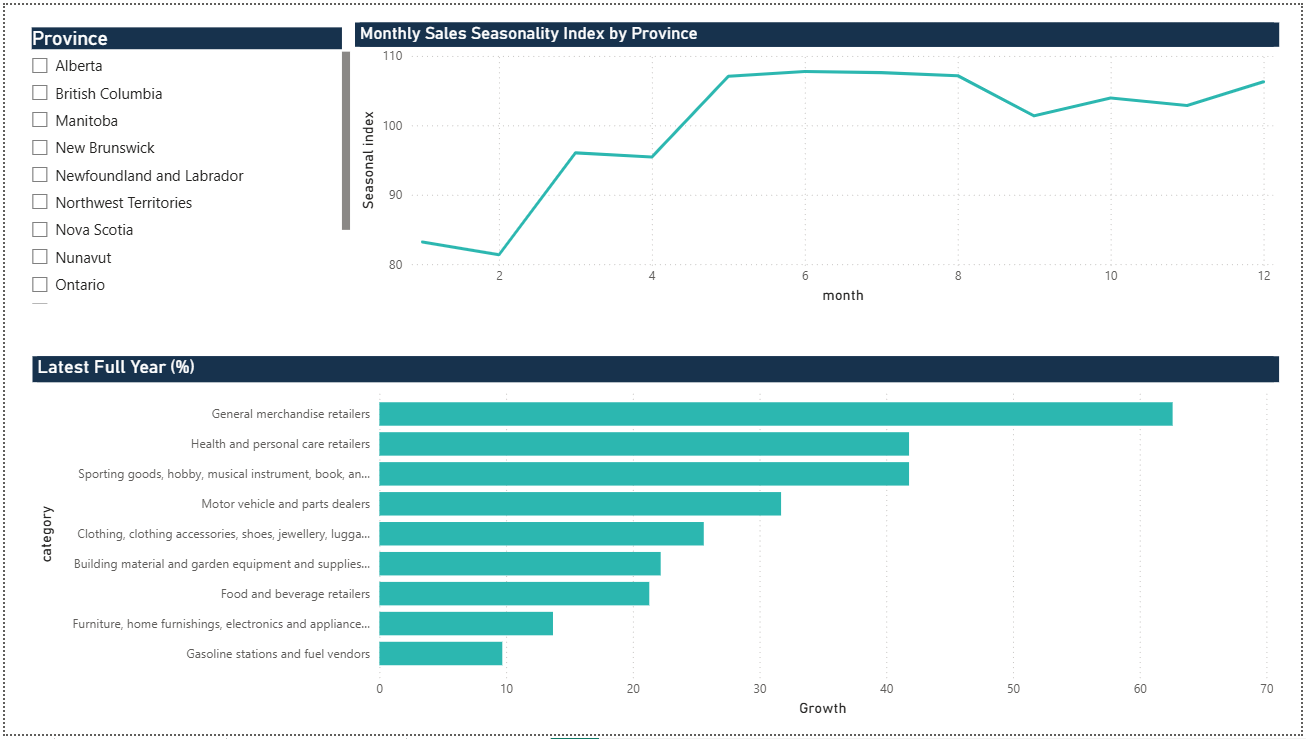 Province
Alberta
British Columbia
Manitoba
New Brunswick
Newfoundland and Labrador
Northwest Territories
Nova Scotia
Nunavut
Ontario
Monthly Sales Seasonality Index by Province
Seasonal index
110
100
90
80
2 4 6 8 10 12
month
Latest Full Year (%)
category
General merchandise retailers
Health and personal care retailers
Sporting goods, hobby, musical instrument, book, an...
Motor vehicle and parts dealers
Clothing, clothing accessories, shoes, jewellery, lugga...
Building material and garden equipment and supplies...
Food and beverage retailers
Furniture, home furnishings, electronics and appliance...
Gasoline stations and fuel vendors
0 10 20 30 40 50 60 70
Growth